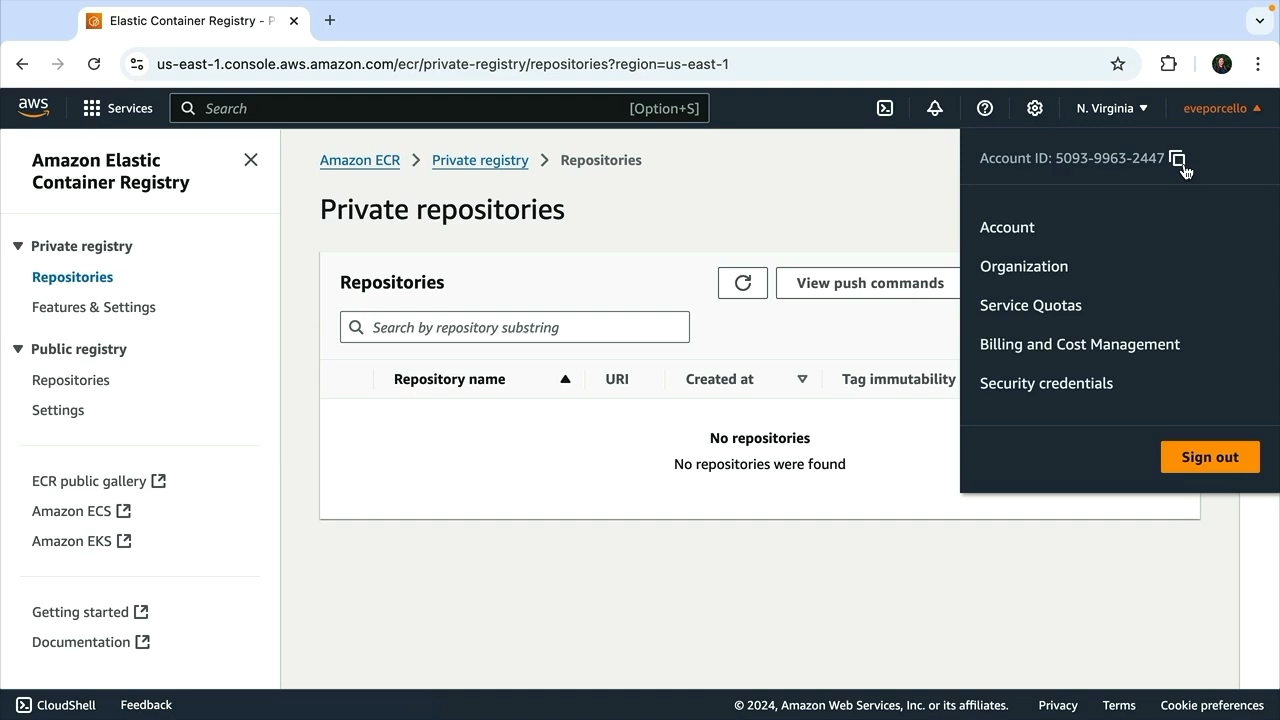 Elastic Container Registry - P
us-east-1.console.aws.amazon.com/ecr/private-registry/repositories?region=us-east-1
aws
Services
Search
[Option+S]
N. Virginia
eveporcello
Amazon Elastic
Container Registry
Private registry
Repositories
Features & Settings
Public registry
Repositories
Settings
ECR public gallery
Amazon ECS
Amazon EKS
Getting started
Documentation
Amazon ECR
Private registry
Repositories
Private repositories
Repositories
View push commands
Search by repository substring
Repository name
URI
Created at
Tag immutability
No repositories
No repositories were found
Account ID: 5093-9963-2447
Account
Organization
Service Quotas
Billing and Cost Management
Security credentials
Sign out
CloudShell
Feedback
© 2024, Amazon Web Services, Inc. or its affiliates.
Privacy
Terms
Cookie preferences